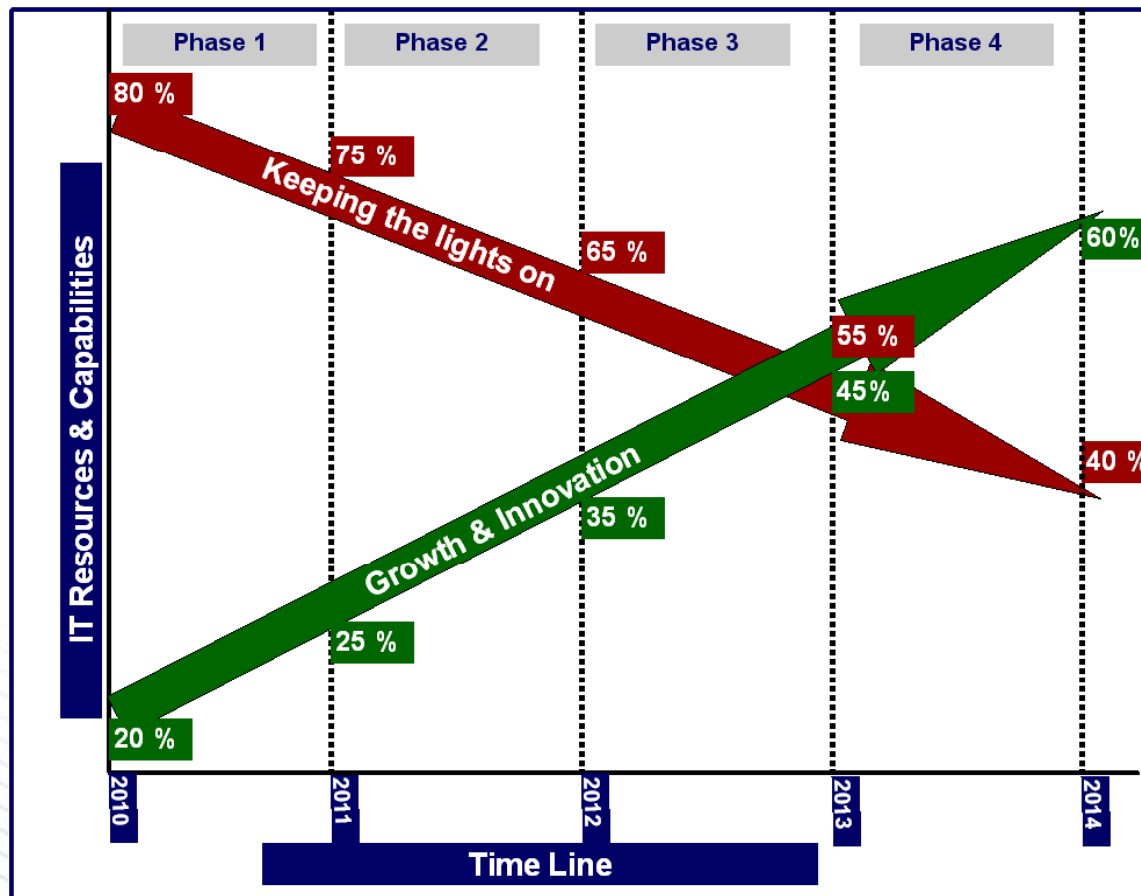 Phase 1
Phase 2
Phase 3
Phase 4
80 %
75 %
65 %
55 %
40 %
Keeping the lights on
60%
45%
35 %
25 %
20 %
Growth & Innovation
IT Resources & Capabilities
2010
2011
2012
2013
2014
Time Line